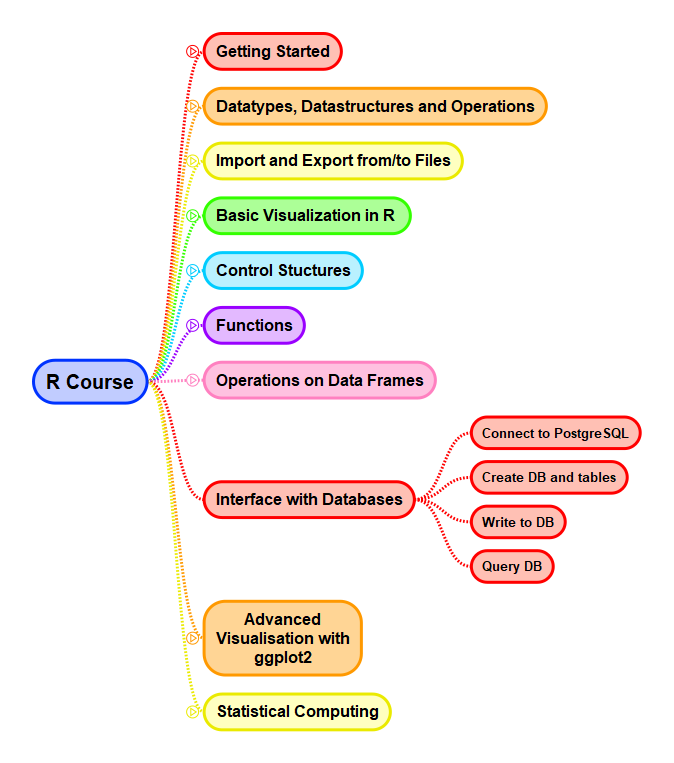 Getting Started
Datatypes, Datastructures and Operations
Import and Export from/to Files
Basic Visualization in R
Control Stuctures
Functions
R Course
Operations on Data Frames
Interface with Databases
Connect to PostgreSQL
Create DB and tables
Write to DB
Query DB
Advanced
Visualisation with
ggplot2
Statistical Computing